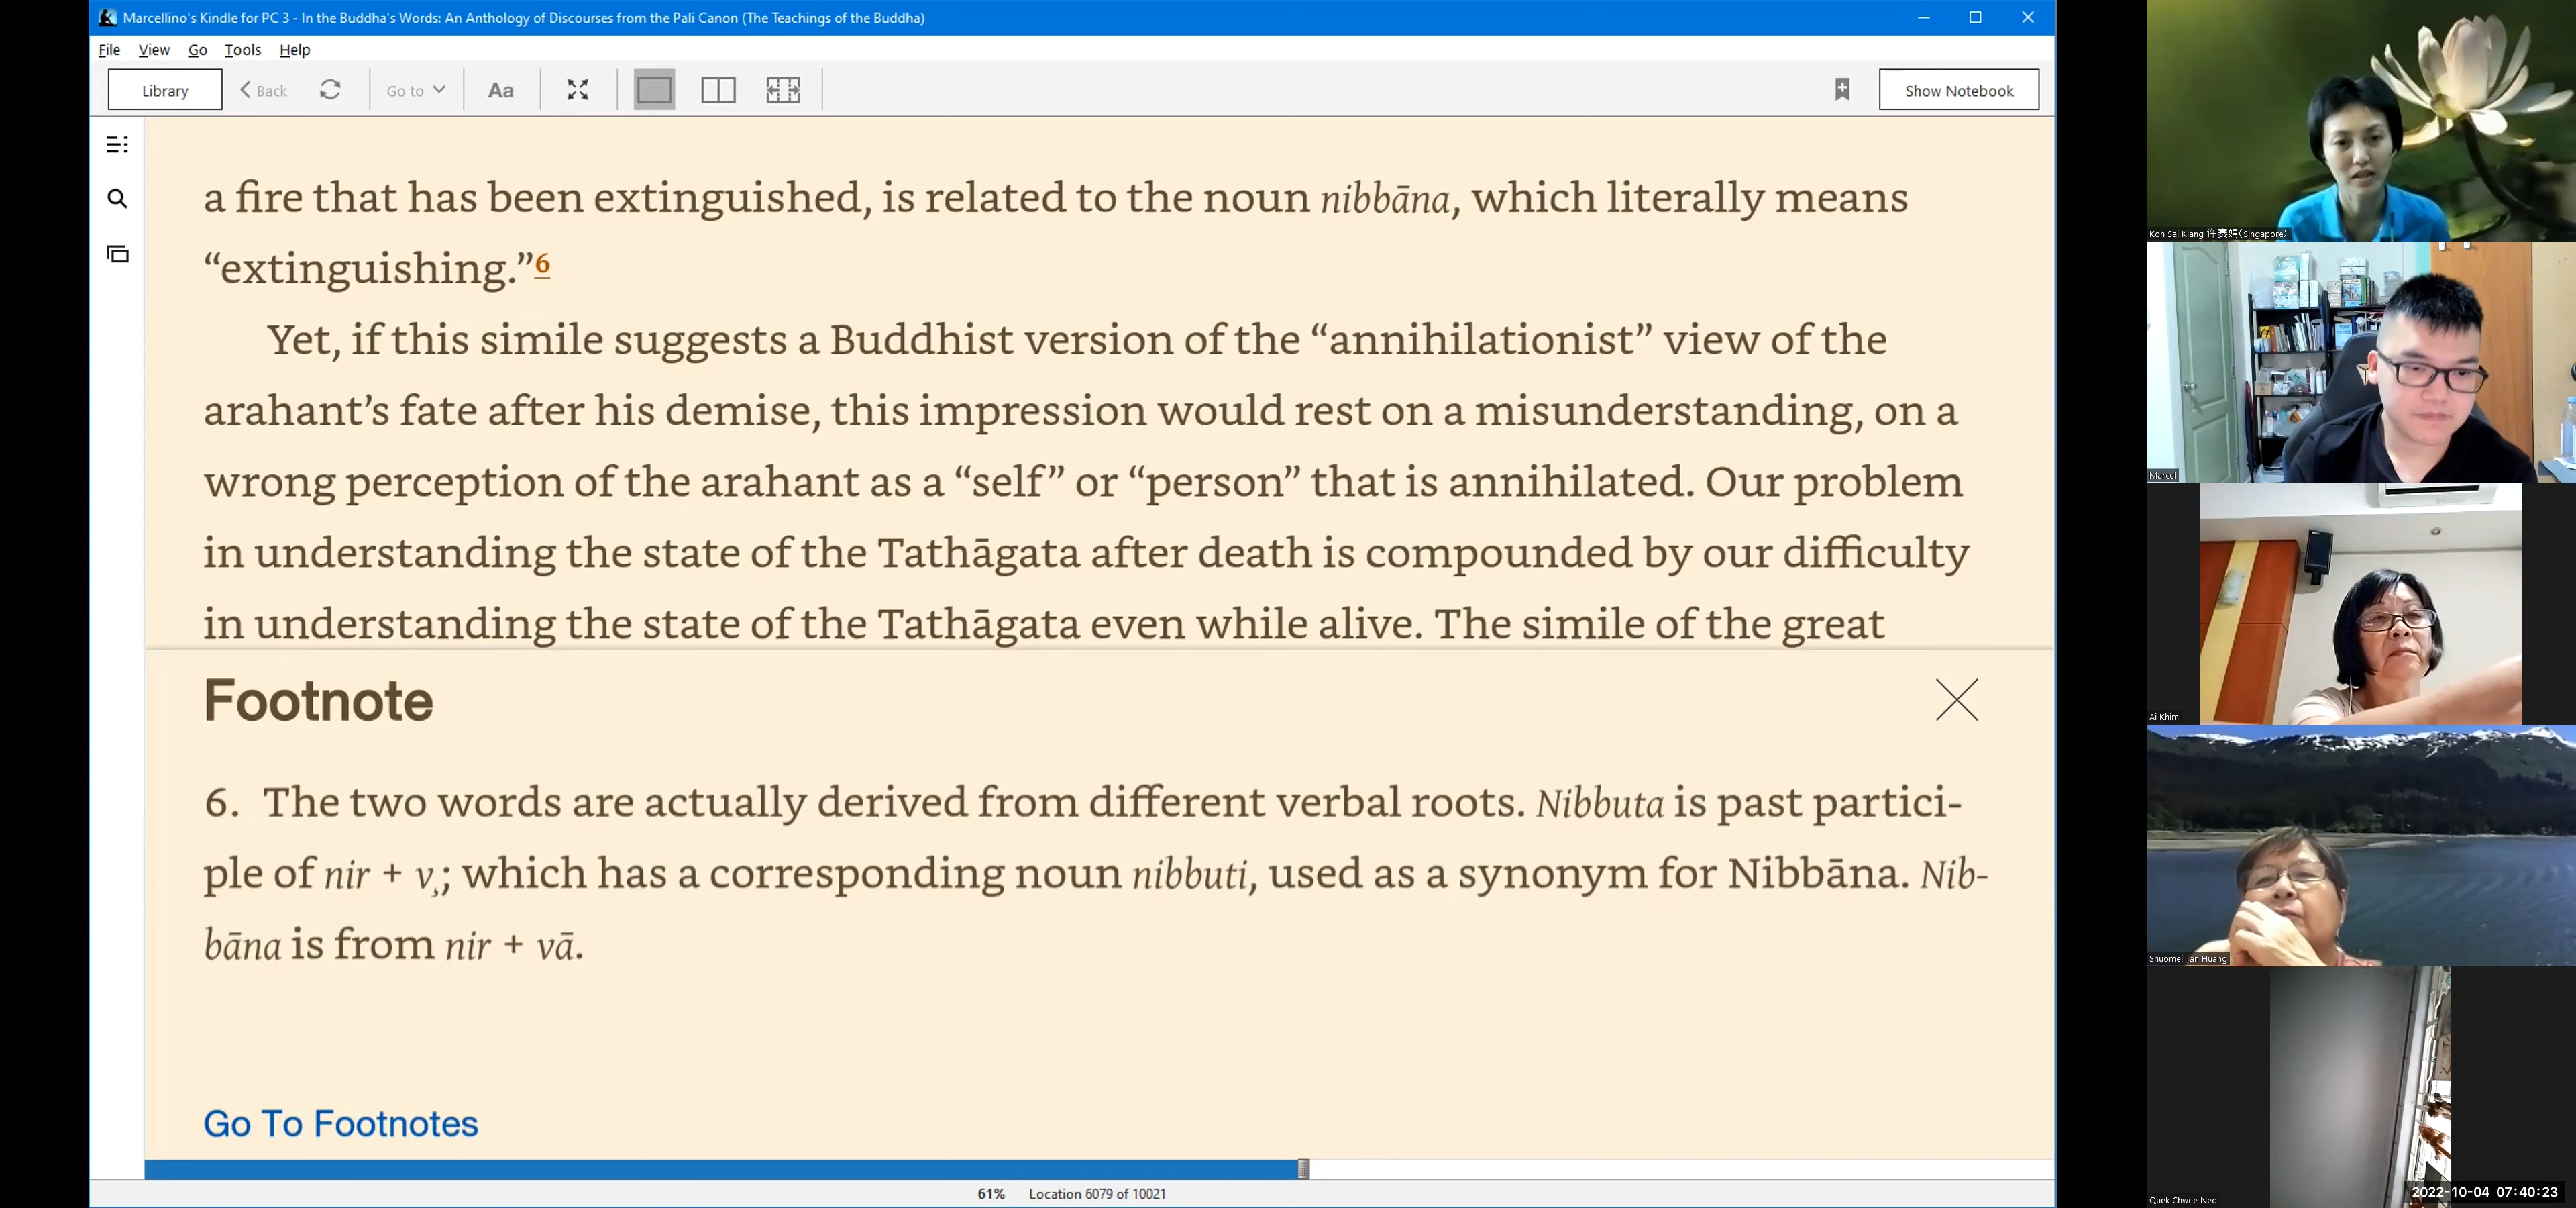 Marcellino's Kindle for PC 3 - In the Buddha's Words: An Anthology of Discourses from the Pali Canon (The Teachings of the Buddha)
File View Go Tools Help
Library Back Go to Aa Show Notebook
a fire that has been extinguished, is related to the noun nibbāna, which literally means
“extinguishing.”6
Yet, if this simile suggests a Buddhist version of the “annihilationist” view of the
arahant’s fate after his demise, this impression would rest on a misunderstanding, on a
wrong perception of the arahant as a “self” or “person” that is annihilated. Our problem
in understanding the state of the Tathāgata after death is compounded by our difficulty
in understanding the state of the Tathāgata even while alive. The simile of the great
Footnote
6. The two words are actually derived from different verbal roots. Nibbuta is past partici-
ple of nir + v¸; which has a corresponding noun nibbuti, used as a synonym for Nibbāna. Nib-
bāna is from nir + vā.
Go To Footnotes
61% Location 6079 of 10021
Koh Sai Kiang 许赛娟(Singapore)
Marcel
Ai Khim
Shuomei Tan Huang
Quek Chwee Neo
2022-10-04 07:40:23